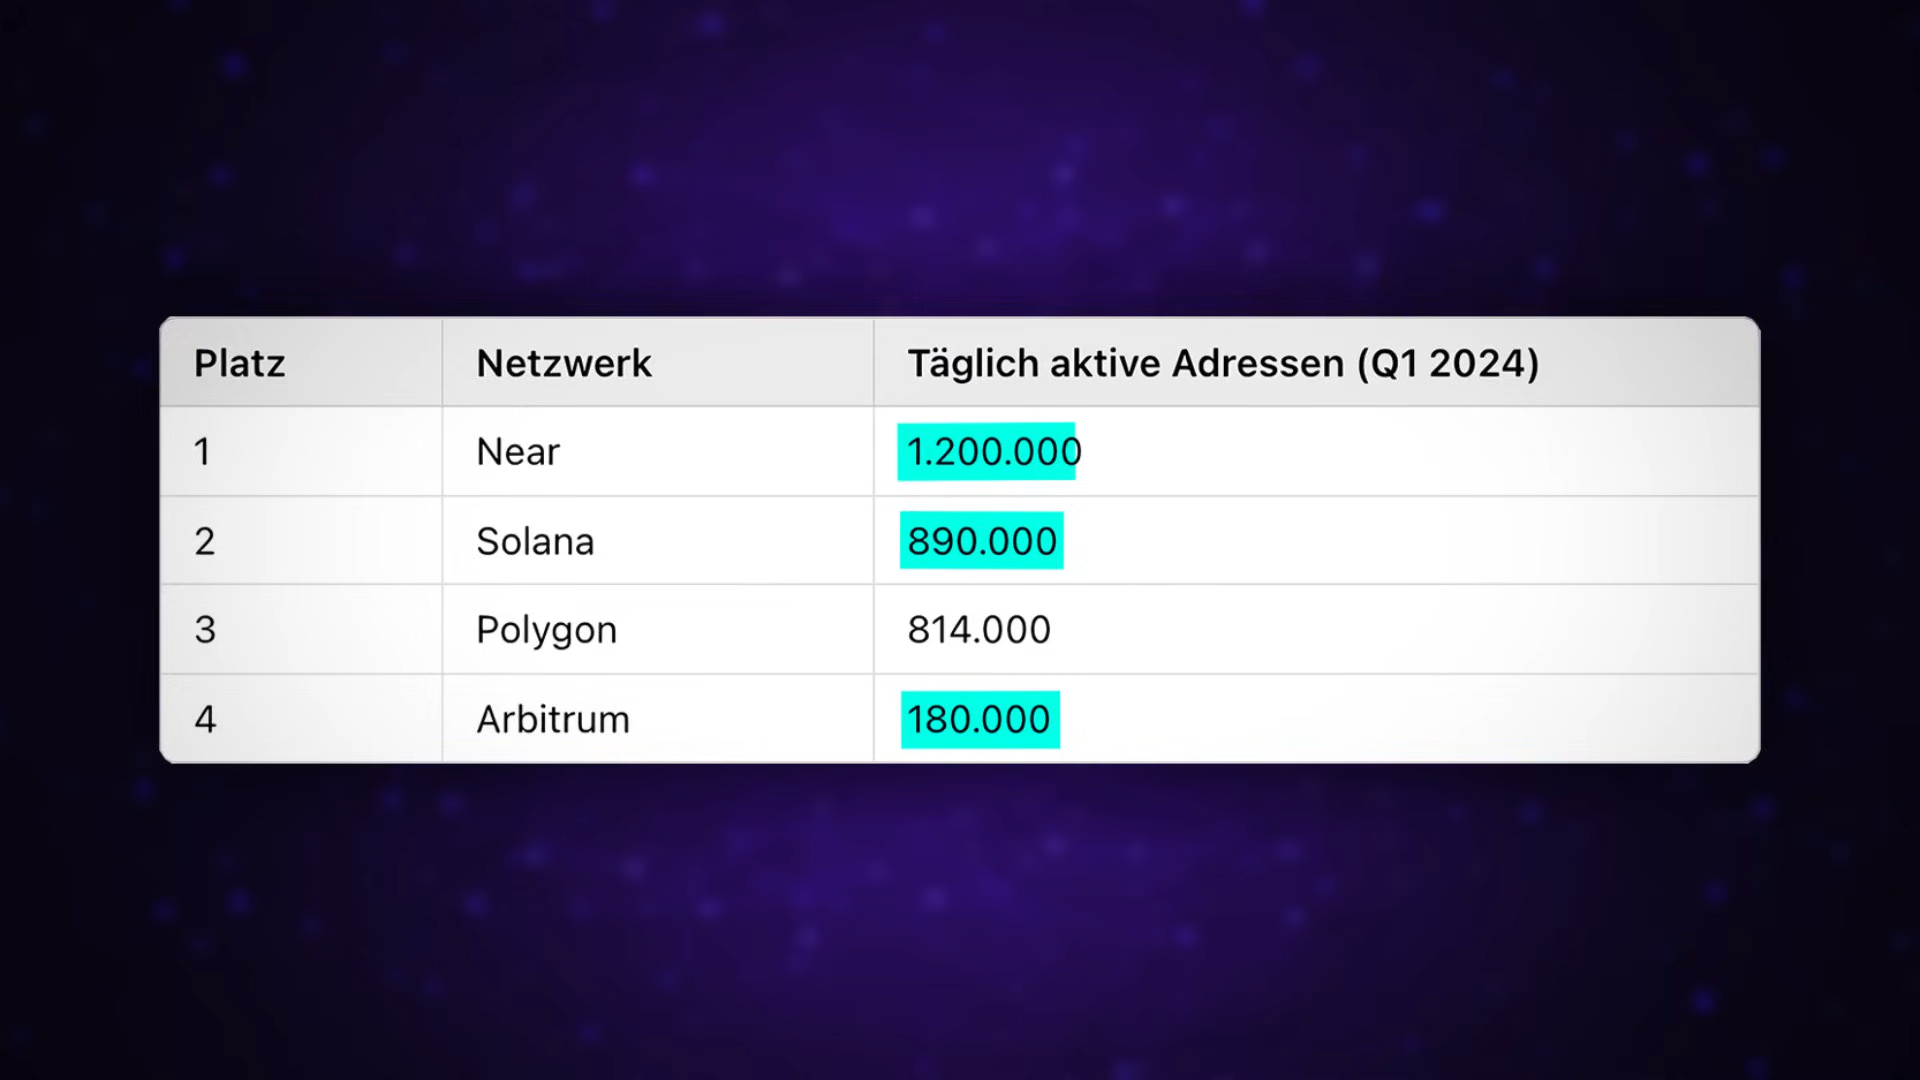 Platz Netzwerk Täglich aktive Adressen (Q1 2024)
1 Near 1.200.000
2 Solana 890.000
3 Polygon 814.000
4 Arbitrum 180.000